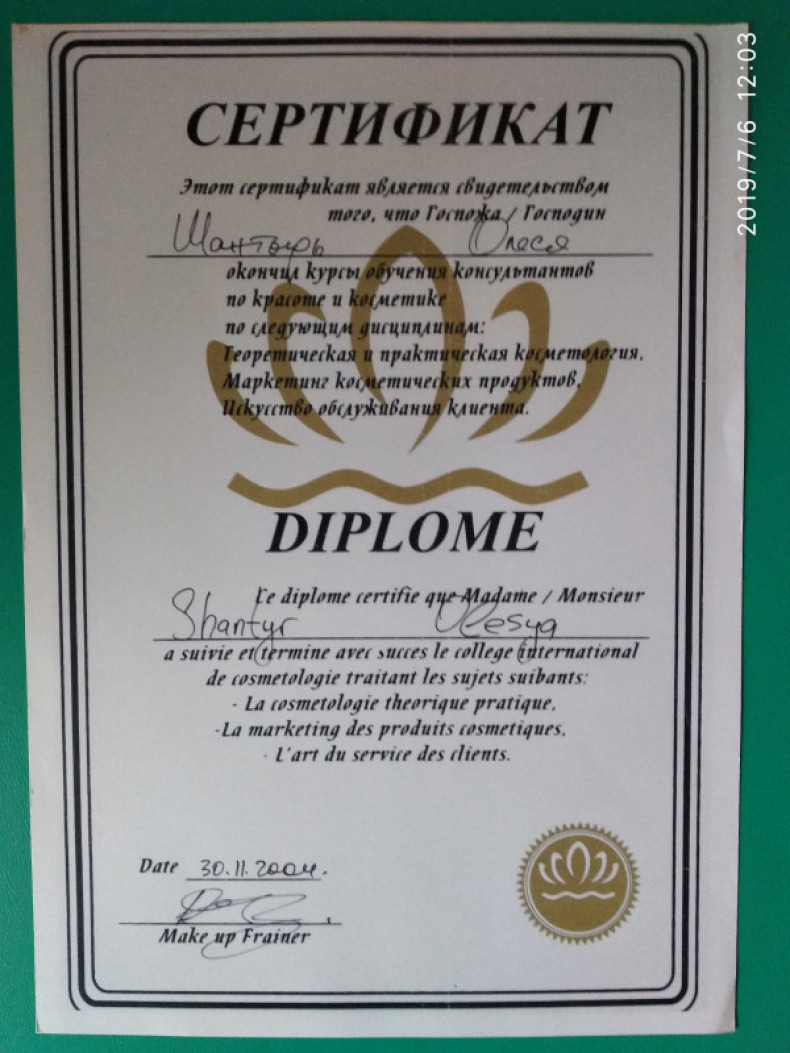 СЕРТИФИКАТ
Этот сертификат является свидетельством
того, что Госпожа / Господин
Шантырь Олеся
окончил курсы обучения консультантов
по красоте и косметике
по следующим дисциплинам:
Теоретическая и практическая косметология,
Маркетинг косметических продуктов,
Искусство обслуживания клиента.
DIPLOME
Le diplome certifie que Madame / Monsieur
Shantyr Olesya
a suivie et termine avec succes le college international
de cosmetologie traitant les sujets suibants:
- La cosmetologie theorique pratique,
-La marketing des produits cosmetiques,
- L'art du service des clients.
Date 30.11.2004.
Make up Frainer
2019/7/6 12:03